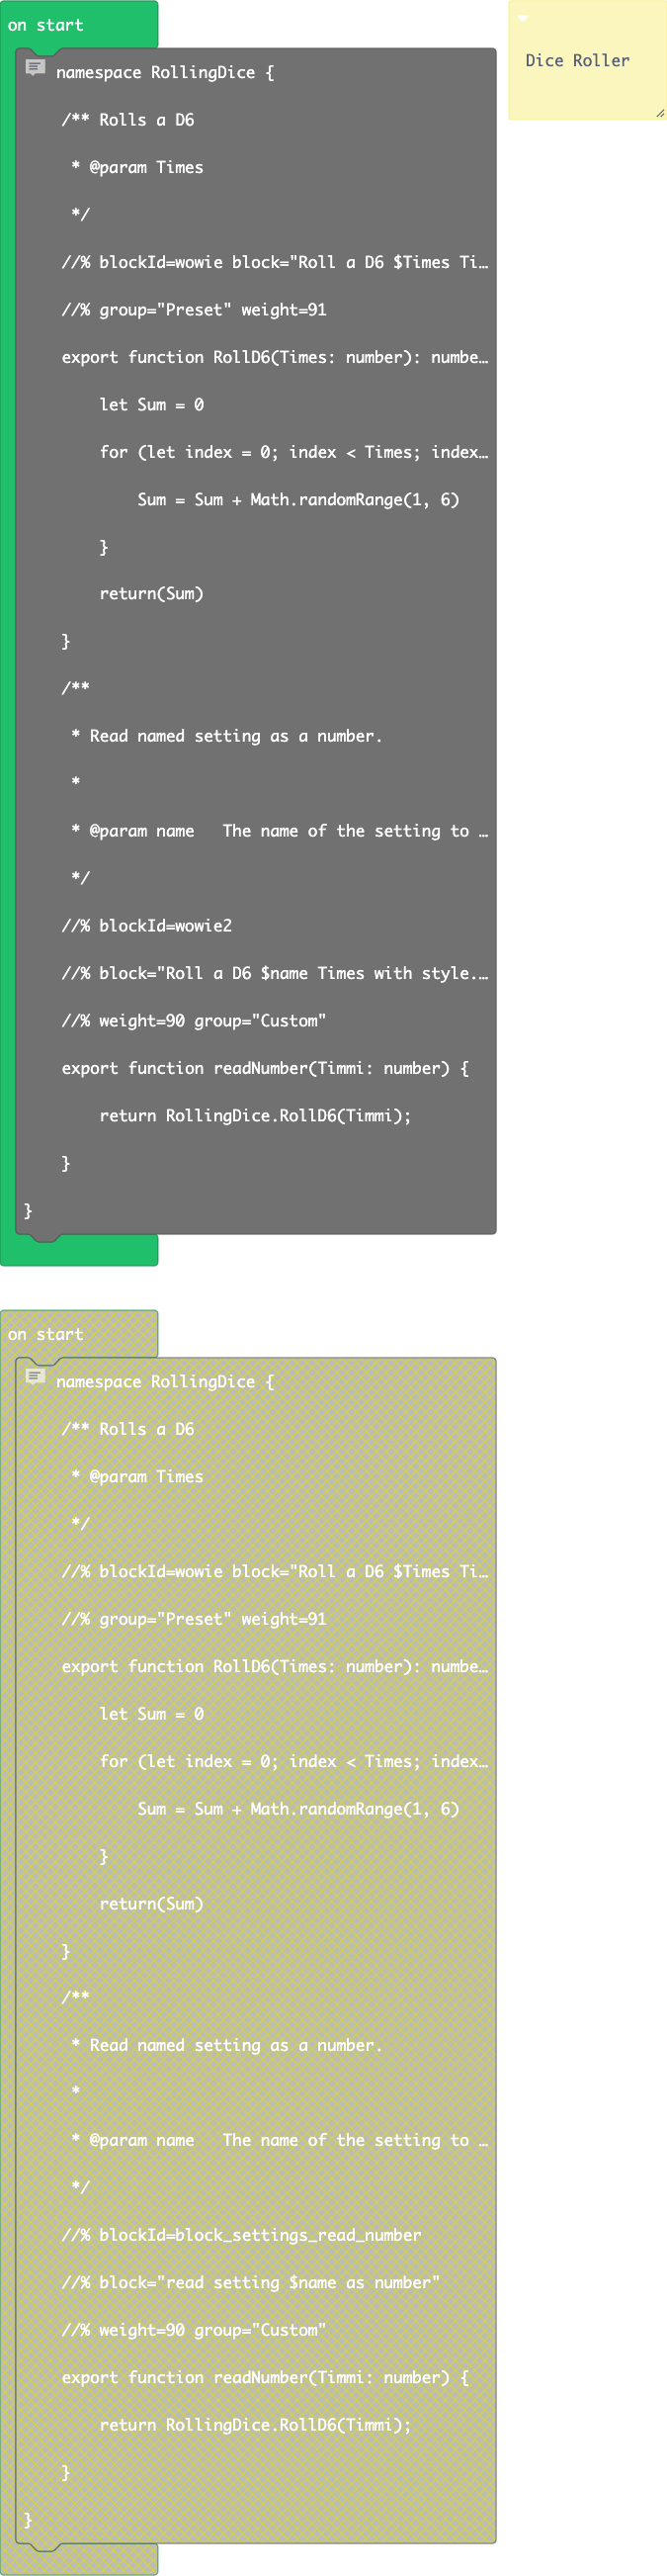 on start
namespace RollingDice {
/** Rolls a D6
* @param Times
*/
//% blockId=wowie block="Roll a D6 $Times Ti…
//% group="Preset" weight=91
export function RollD6(Times: number): numbe…
let Sum = 0
for (let index = 0; index < Times; index…
Sum = Sum + Math.randomRange(1, 6)
}
return(Sum)
}
/**
* Read named setting as a number.
*
* @param name   The name of the setting to …
*/
//% blockId=wowie2
//% block="Roll a D6 $name Times with style.…
//% weight=90 group="Custom"
export function readNumber(Timmi: number) {
return RollingDice.RollD6(Timmi);
}
}
Dice Roller
on start
namespace RollingDice {
/** Rolls a D6
* @param Times
*/
//% blockId=wowie block="Roll a D6 $Times Ti…
//% group="Preset" weight=91
export function RollD6(Times: number): numbe…
let Sum = 0
for (let index = 0; index < Times; index…
Sum = Sum + Math.randomRange(1, 6)
}
return(Sum)
}
/**
* Read named setting as a number.
*
* @param name   The name of the setting to …
*/
//% blockId=block_settings_read_number
//% block="read setting $name as number"
//% weight=90 group="Custom"
export function readNumber(Timmi: number) {
return RollingDice.RollD6(Timmi);
}
}